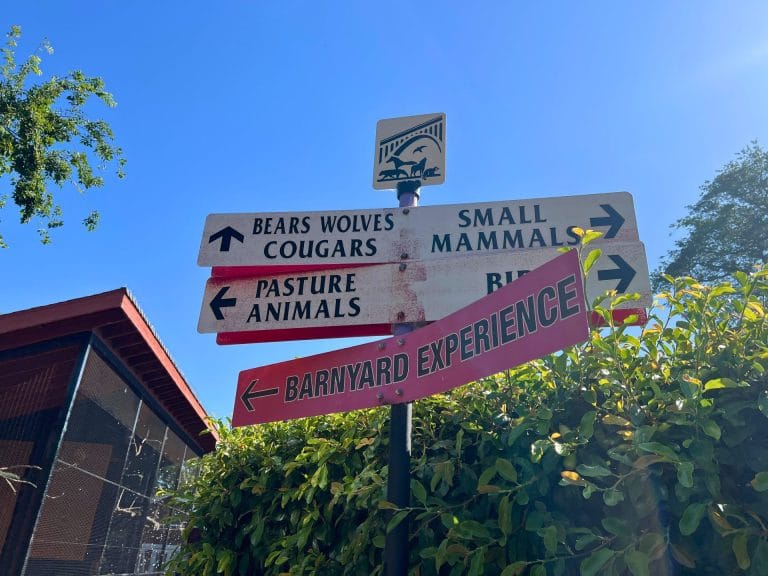 BEARS WOLVES
COUGARS
SMALL
MAMMALS
PASTURE
ANIMALS
BARNYARD EXPERIENCE